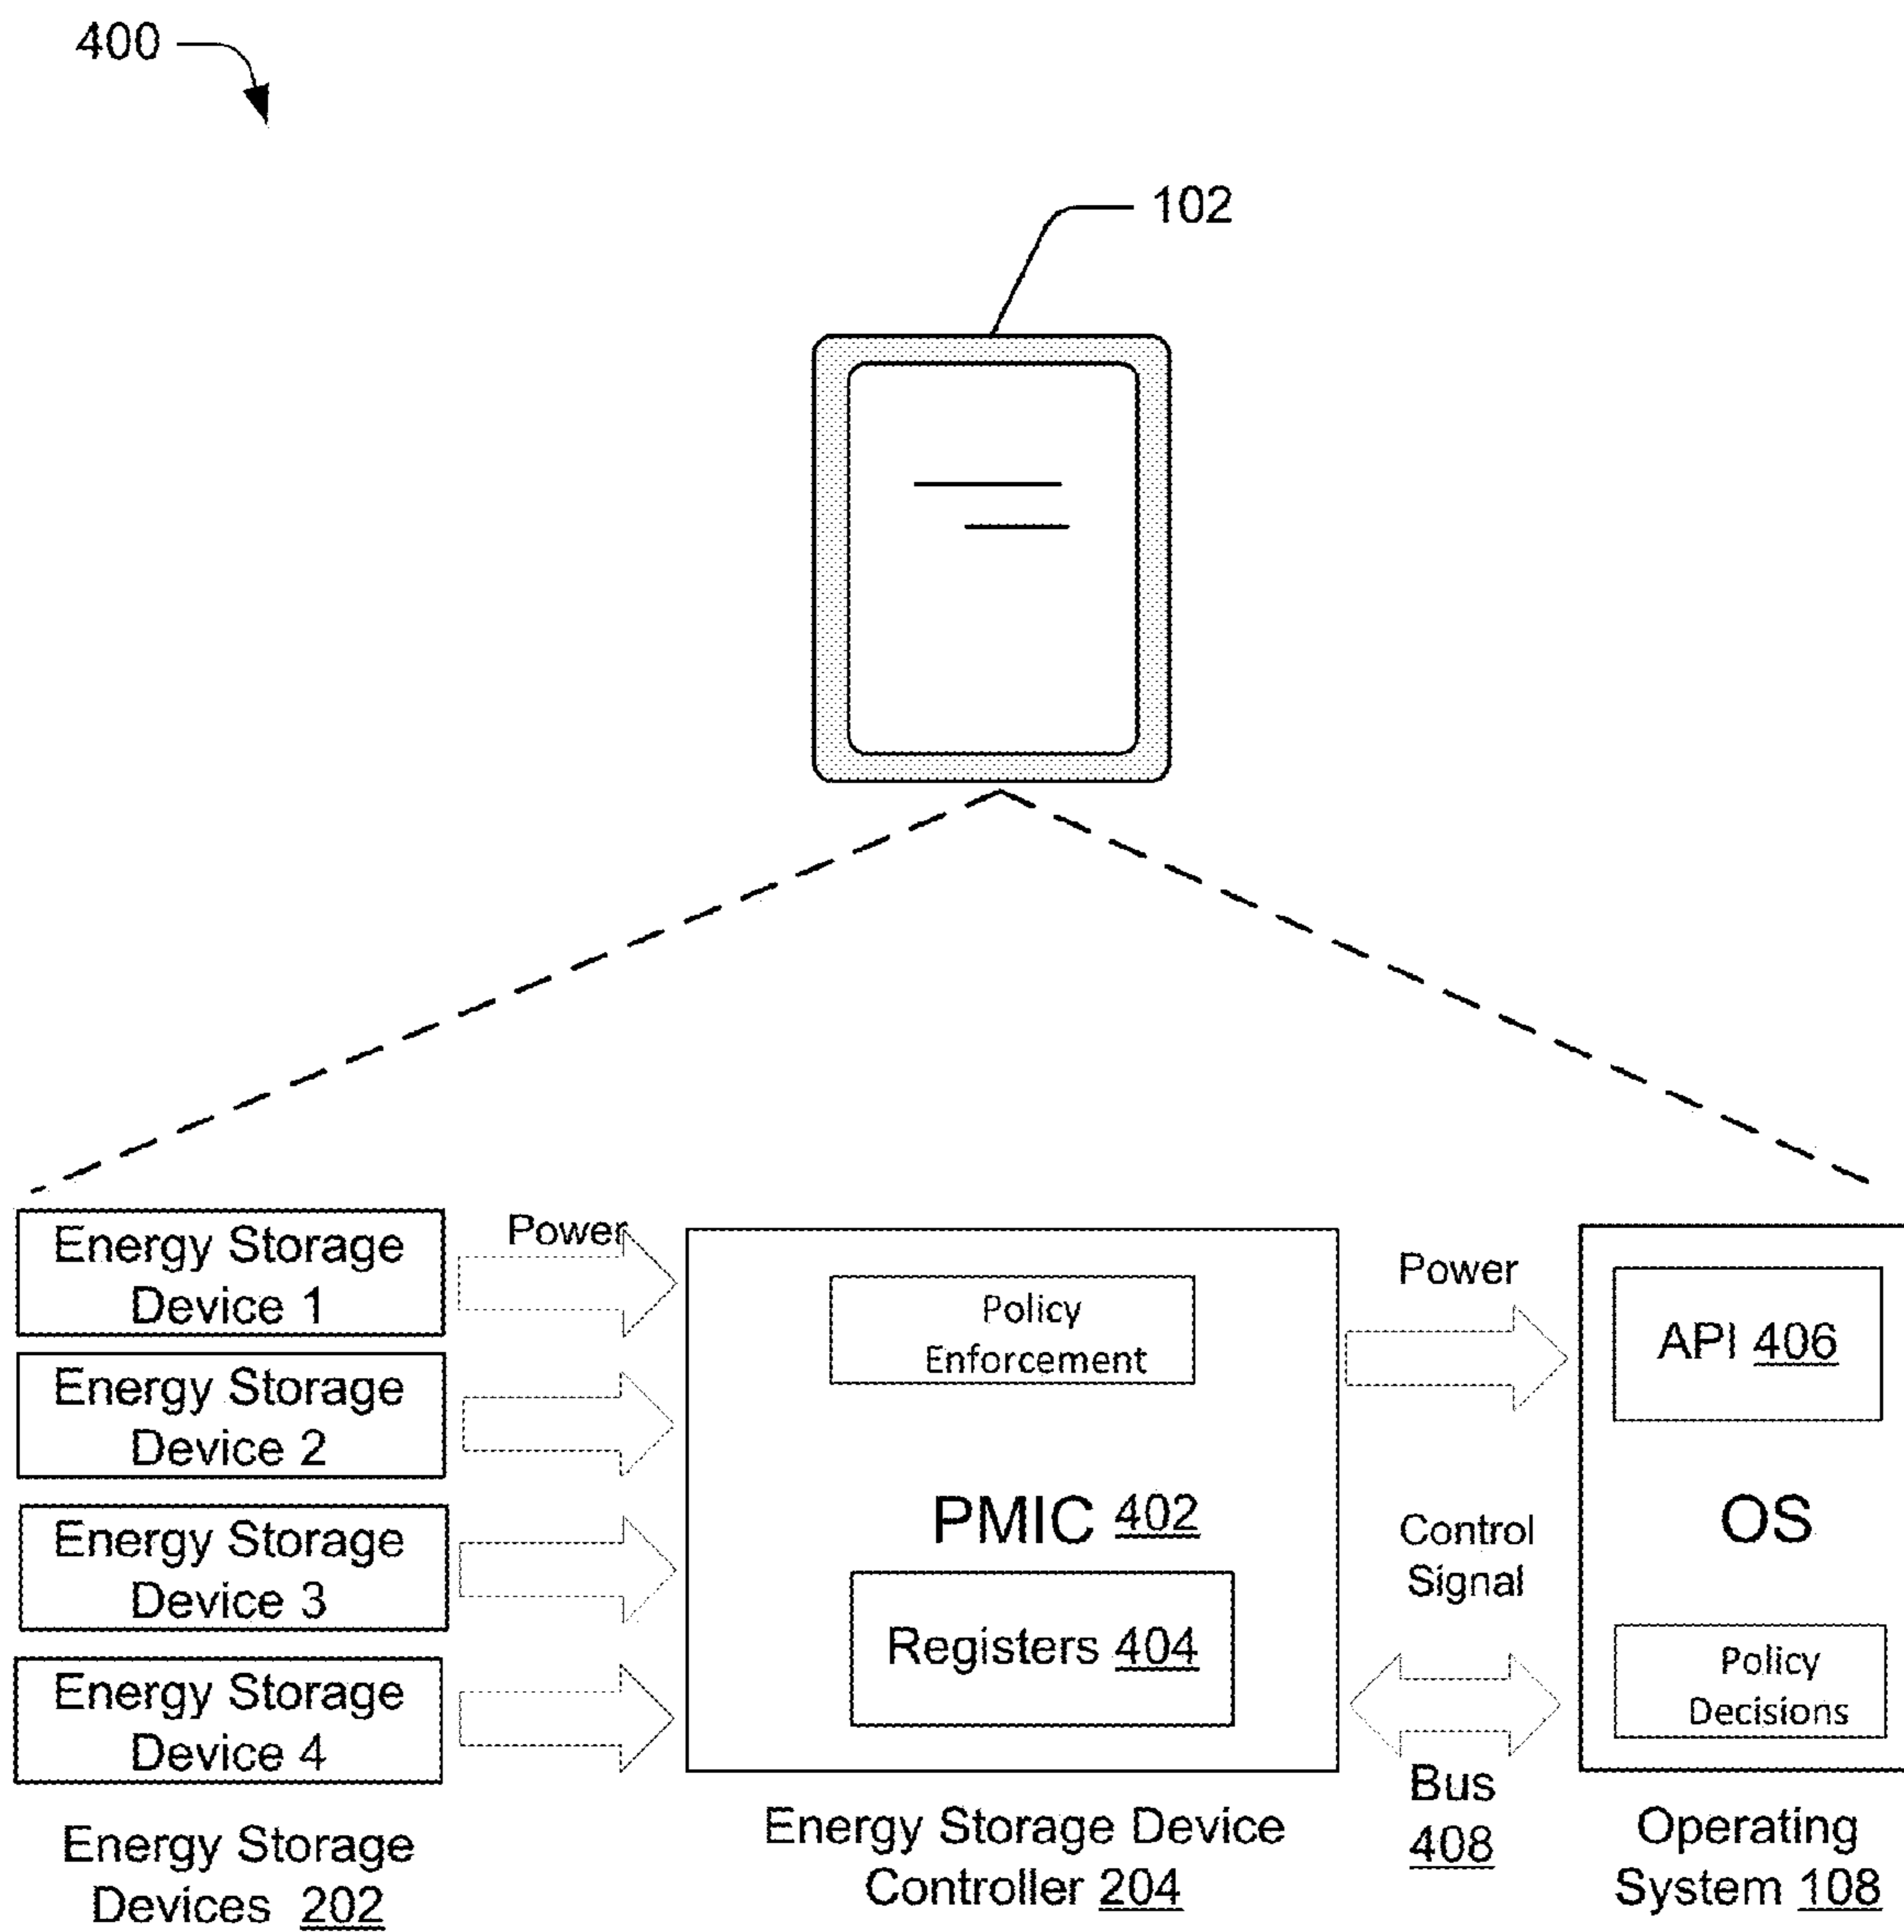 400
102
Energy Storage
Device 1
Energy Storage
Device 2
Energy Storage
Device 3
Energy Storage
Device 4
Energy Storage
Devices 202
Power
Policy
Enforcement
PMIC 402
Registers 404
Energy Storage Device
Controller 204
Power
Control
Signal
Bus
408
API 406
OS
Policy
Decisions
Operating
System 108